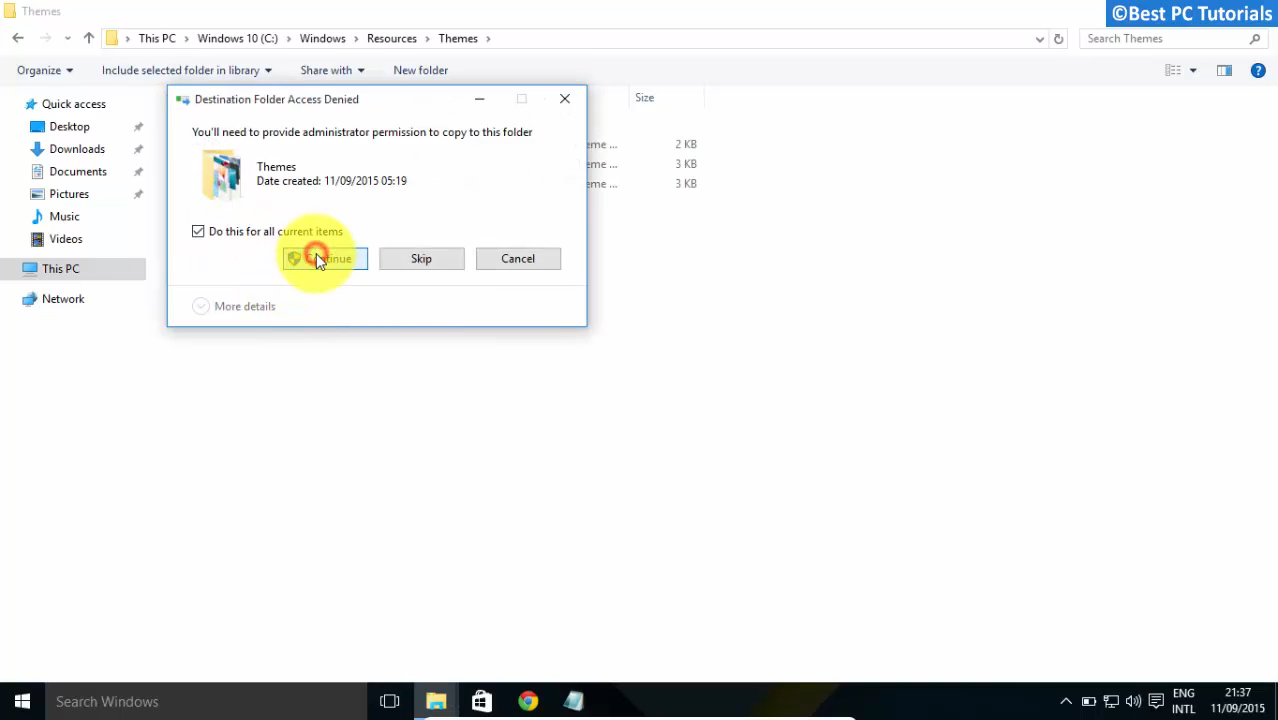 Themes
©Best PC Tutorials
This PC
Windows 10 (C:)
Windows
Resources
Themes
Search Themes
Organize
Include selected folder in library
Share with
New folder
Quick access
Desktop
Downloads
Documents
Pictures
Music
Videos
This PC
Network
Destination Folder Access Denied
You'll need to provide administrator permission to copy to this folder
Themes
Date created: 11/09/2015 05:19
Do this for all current items
Skip
Cancel
More details
Size
eme ...
2 KB
eme ...
3 KB
eme ...
3 KB
Search Windows
ENG
INTL
21:37
11/09/2015